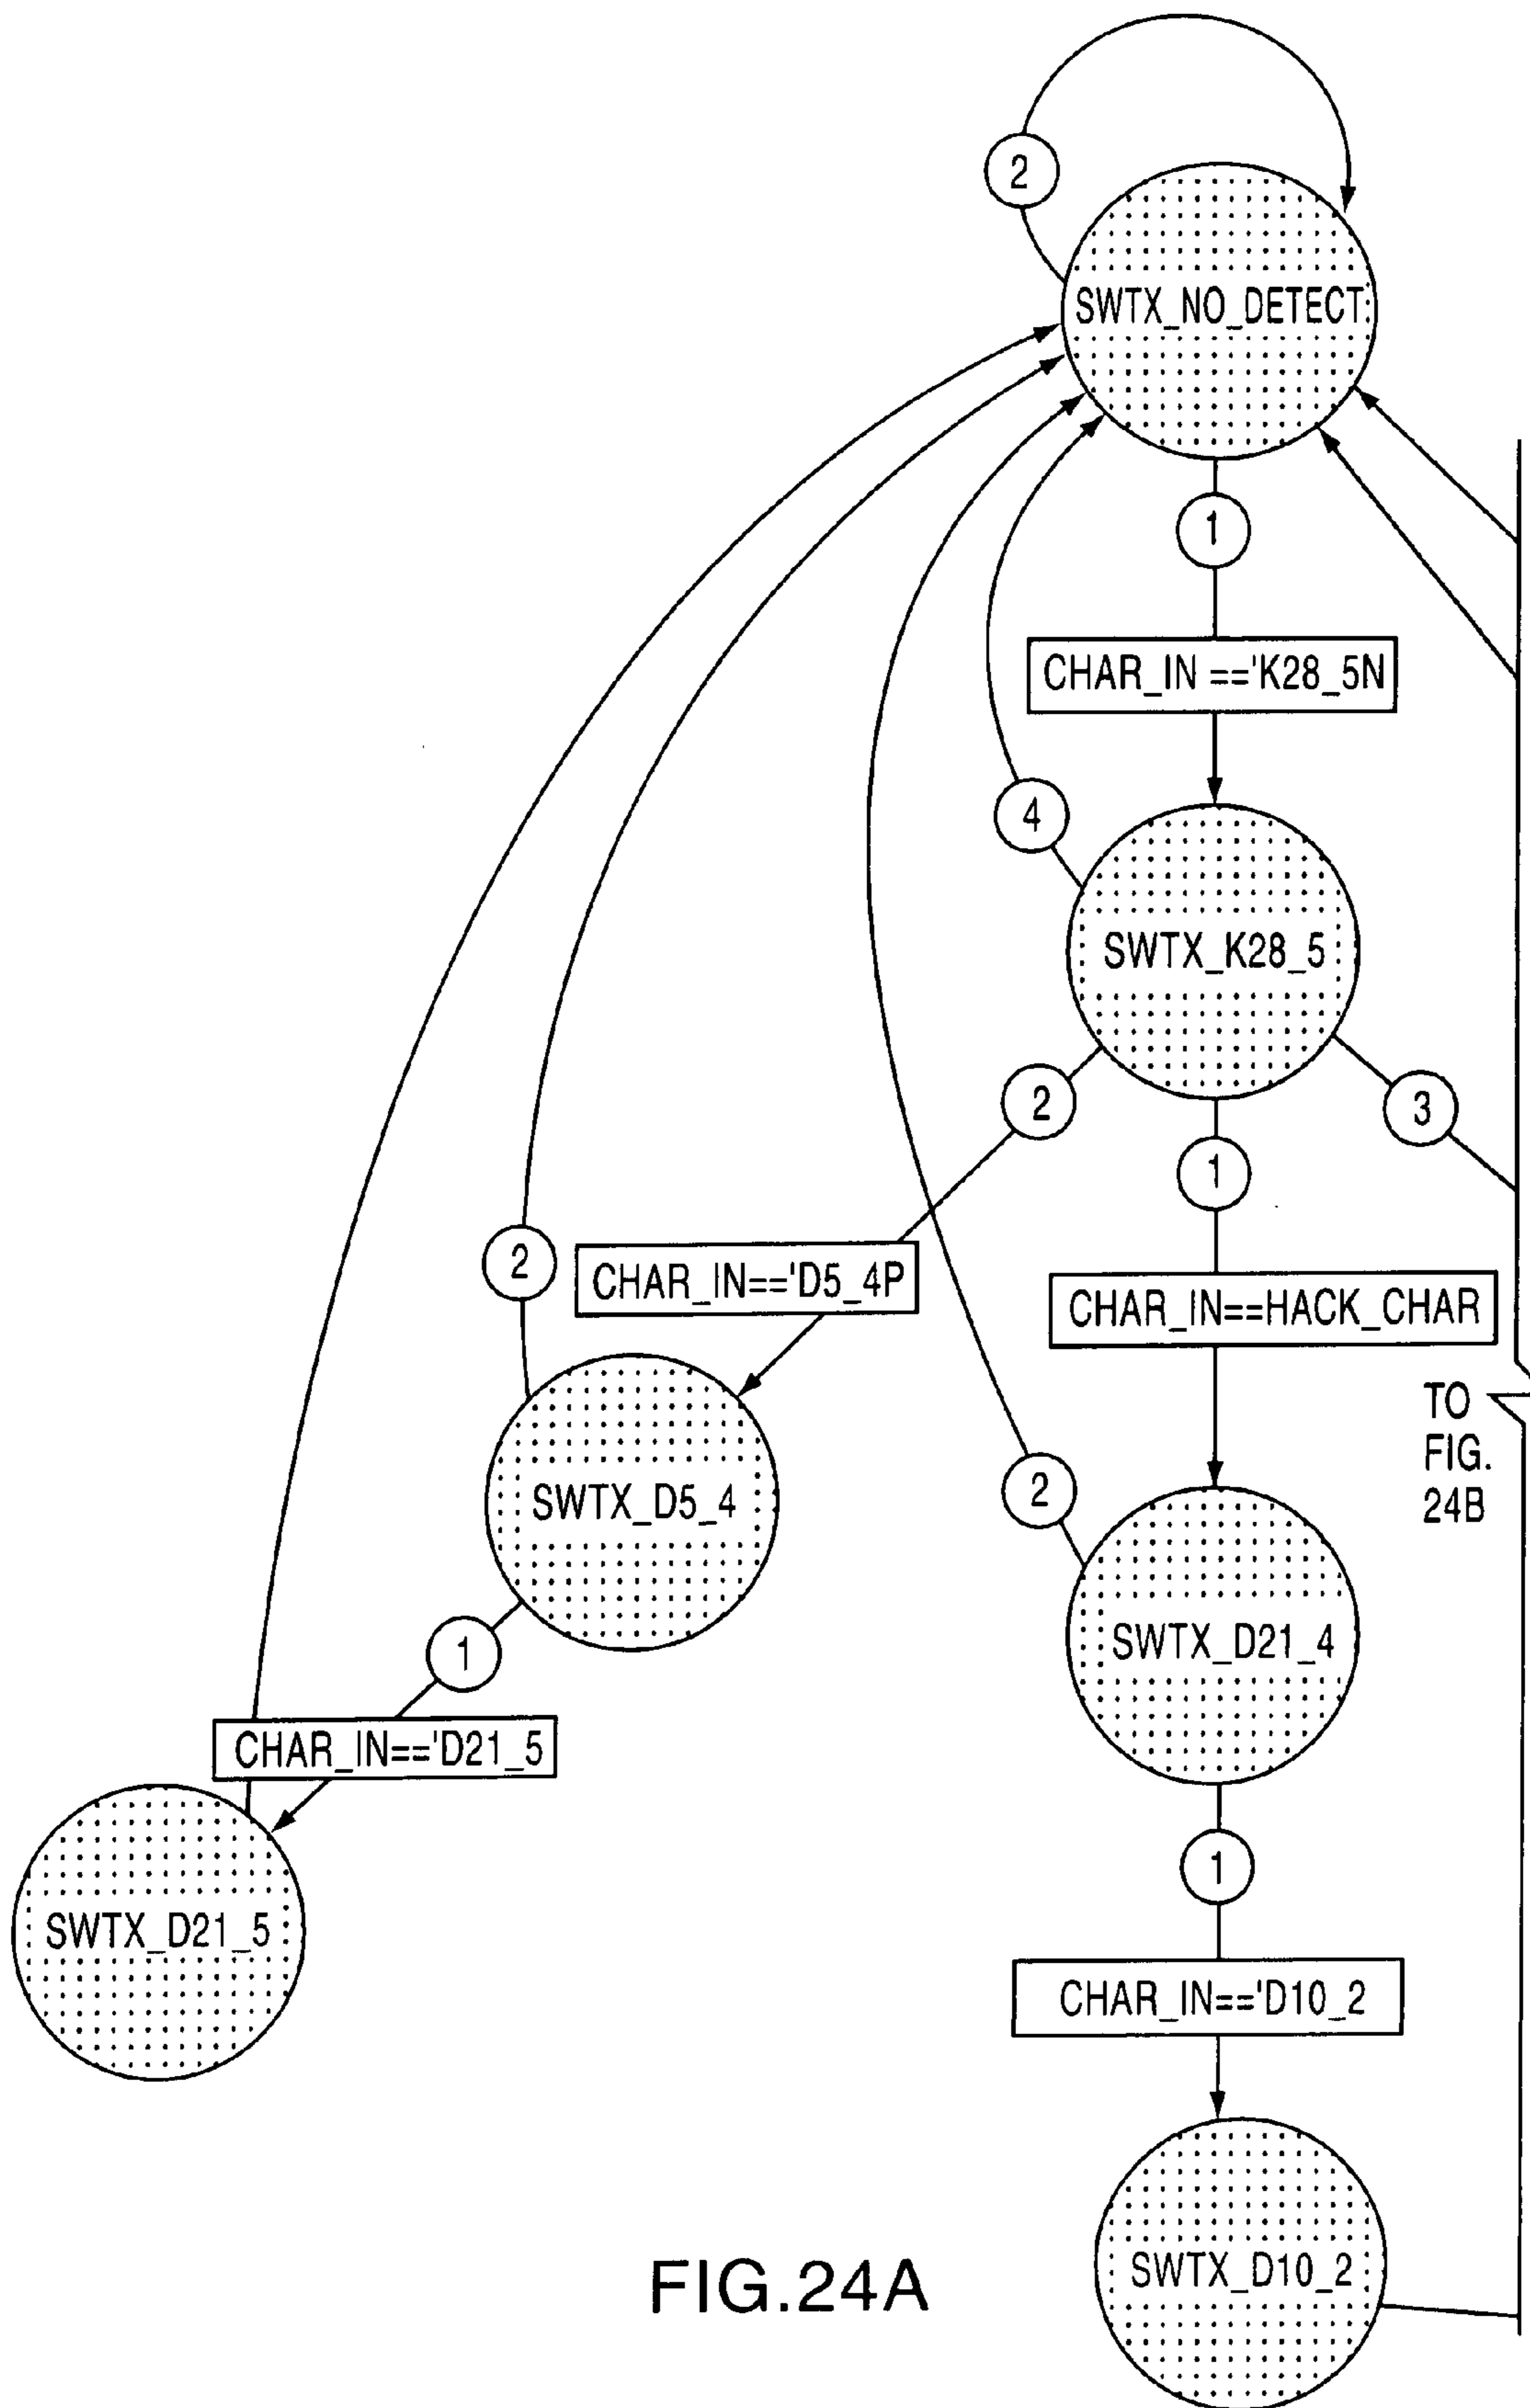 2
SWTX_NO_DETECT
1
CHAR_IN =='K28_5N
4
SWTX_K28_5
2
3
1
2
CHAR_IN=='D5_4P
CHAR_IN==HACK_CHAR
TO
FIG.
24B
2
SWTX_D5_4
SWTX_D21_4
1
CHAR_IN=='D21_5
1
SWTX_D21_5
CHAR_IN=='D10_2
SWTX_D10_2
FIG.24A